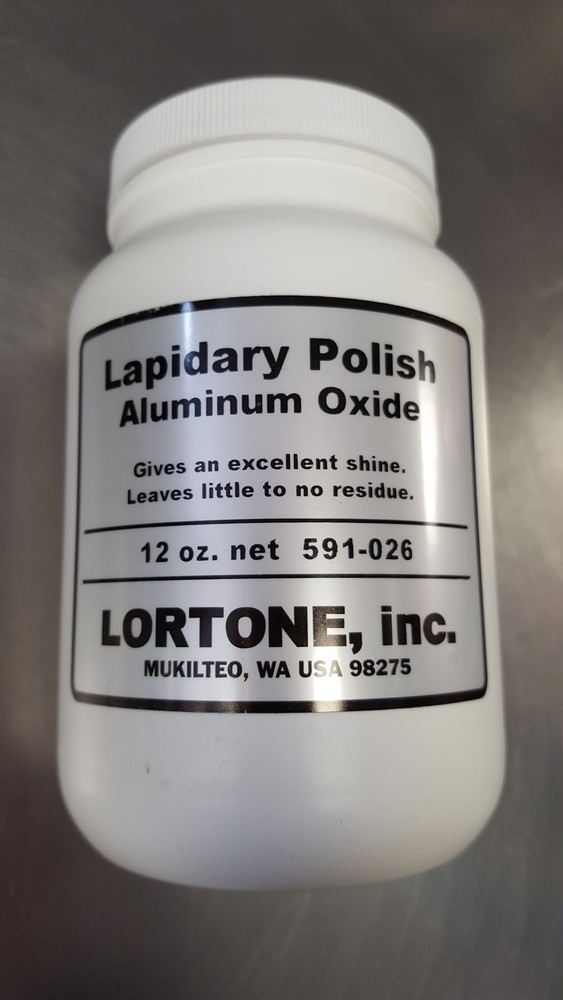 Lapidary Polish
Aluminum Oxide
Gives an excellent shine.
Leaves little to no residue.
12 oz. net 591-026
LORTONE, inc.
MUKILTEO, WA USA 98275